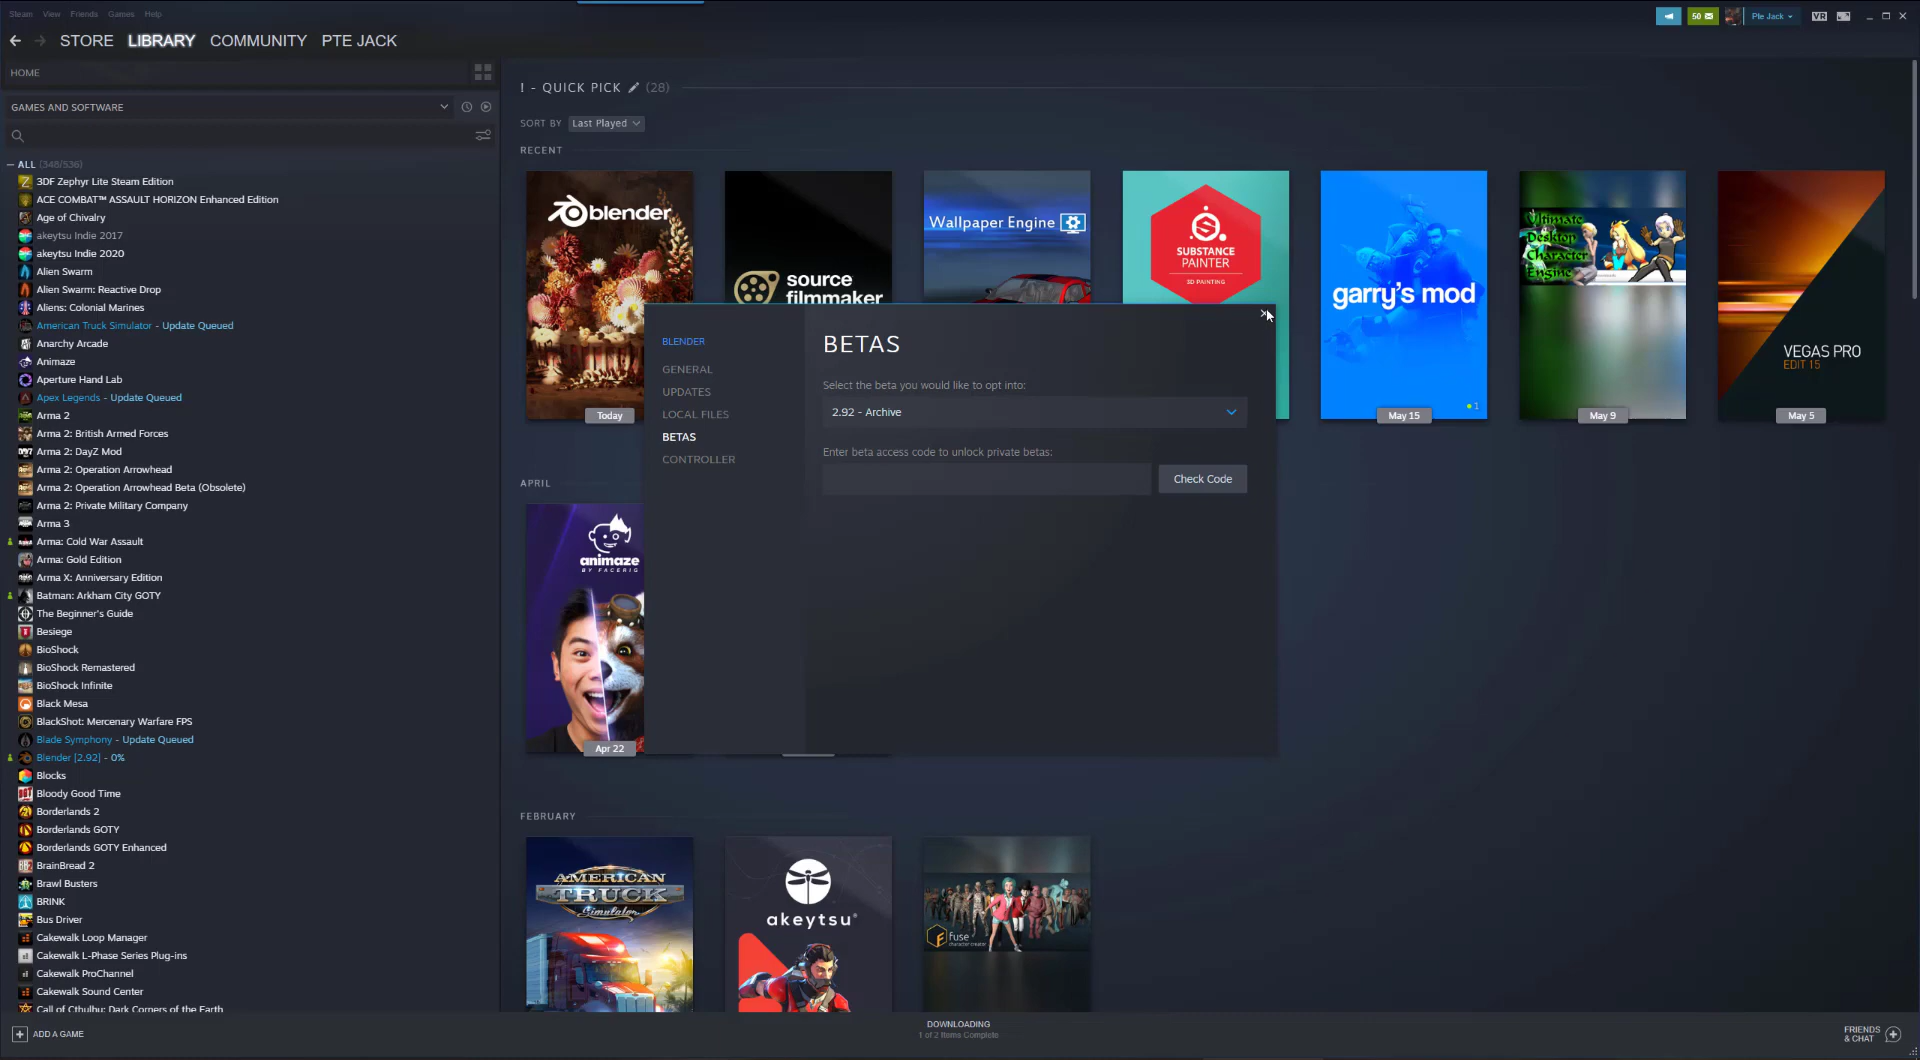 Steam View Friends Games Help
50
Pte Jack
VR
STORE LIBRARY COMMUNITY PTE JACK
HOME
GAMES AND SOFTWARE
ALL (348/536)
3DF Zephyr Lite Steam Edition
ACE COMBAT™ ASSAULT HORIZON Enhanced Edition
Age of Chivalry
akeytsu Indie 2017
akeytsu Indie 2020
Alien Swarm
Alien Swarm: Reactive Drop
Aliens: Colonial Marines
American Truck Simulator - Update Queued
Anarchy Arcade
Animaze
Aperture Hand Lab
Apex Legends - Update Queued
Arma 2
Arma 2: British Armed Forces
Arma 2: DayZ Mod
Arma 2: Operation Arrowhead
Arma 2: Operation Arrowhead Beta (Obsolete)
Arma 2: Private Military Company
Arma 3
Arma: Cold War Assault
Arma: Gold Edition
Arma X: Anniversary Edition
Batman: Arkham City GOTY
The Beginner's Guide
Besiege
BioShock
BioShock Remastered
BioShock Infinite
Black Mesa
BlackShot: Mercenary Warfare FPS
Blade Symphony - Update Queued
Blender [2.92] - 0%
Blocks
Bloody Good Time
Borderlands 2
Borderlands GOTY
Borderlands GOTY Enhanced
BrainBread 2
Brawl Busters
BRINK
Bus Driver
Cakewalk Loop Manager
Cakewalk L-Phase Series Plug-ins
Cakewalk ProChannel
Cakewalk Sound Center
Call of Cthulhu: Dark Corners of the Earth
ADD A GAME
! - QUICK PICK (28)
SORT BY Last Played
RECENT
blender
Today
source
filmmaker
Wallpaper Engine
SUBSTANCE
PAINTER
3D PAINTING
garry's mod
1
May 15
Ultimate
Desktop
Character
Engine
May 9
VEGAS PRO
EDIT 15
May 5
BLENDER
GENERAL
UPDATES
LOCAL FILES
BETAS
CONTROLLER
BETAS
Select the beta you would like to opt into:
2.92 - Archive
Enter beta access code to unlock private betas:
Check Code
APRIL
animaze
BY FACERIG
Apr 22
FEBRUARY
AMERICAN
TRUCK
Simulator
akeytsu®
fuse
character creator
DOWNLOADING
1 of 2 Items Complete
FRIENDS
& CHAT